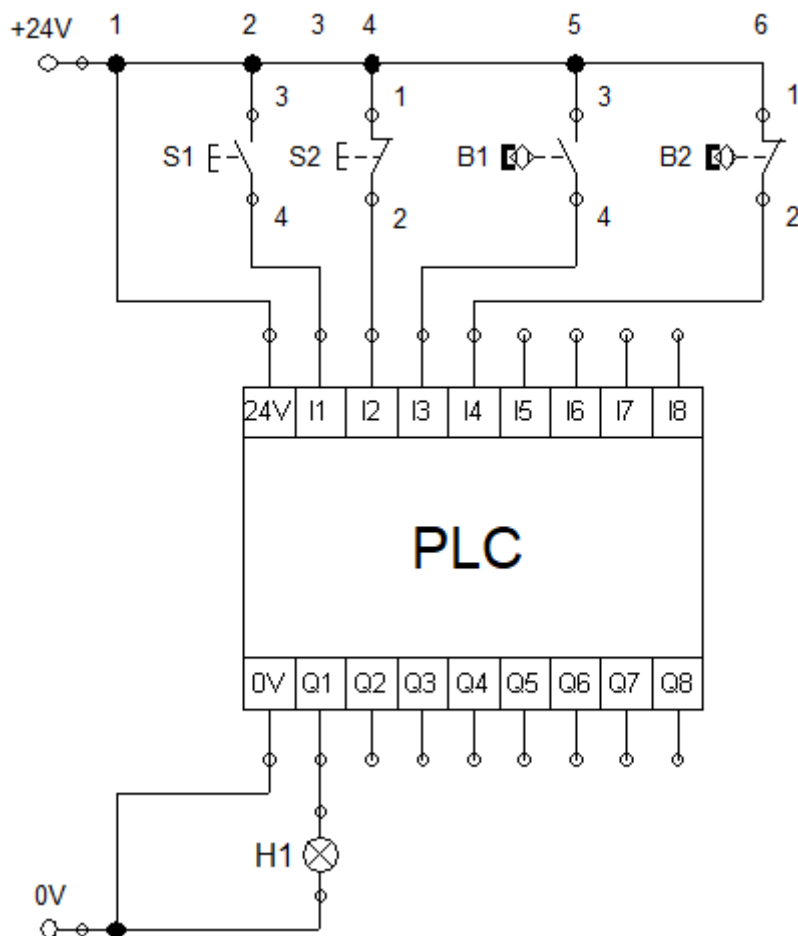 +24V 1 2 3 4 5 6
3 1 3 1
S1 S2 B1 B2
4 2 4 2
24V I1 I2 I3 I4 I5 I6 I7 I8
PLC
0V Q1 Q2 Q3 Q4 Q5 Q6 Q7 Q8
H1
0V